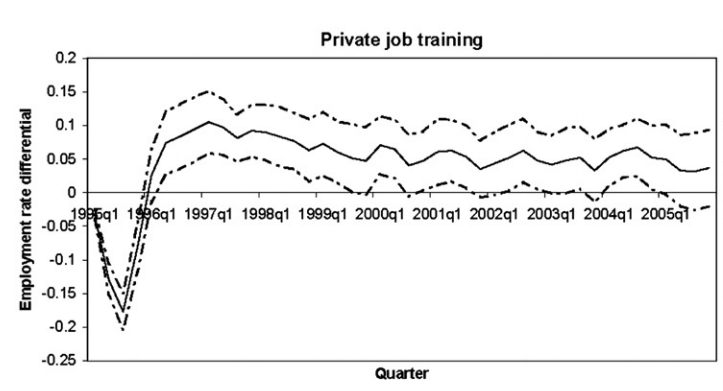 Private job training
Employment rate differential
0.2
0.15
0.1
0.05
0
-0.05
-0.1
-0.15
-0.2
-0.25
1995q1 1996q1 1997q1 1998q1 1999q1 2000q1 2001q1 2002q1 2003q1 2004q1 2005q1
Quarter